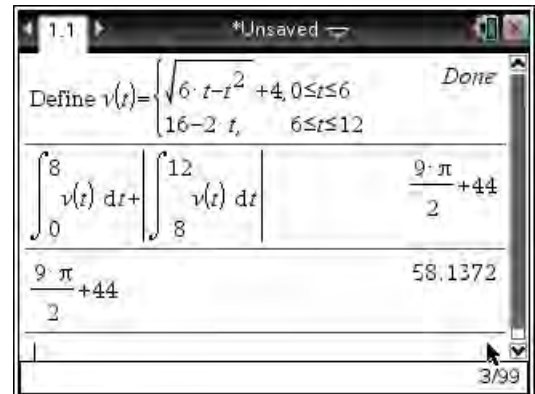 1.1 *Unsaved
Define v(t)={√(6·t−t²) +4, 0≤t≤6 Done
16−2·t, 6≤t≤12
∫₀⁸ v(t) dt+|∫₈¹² v(t) dt| 9·π/2+44
9·π/2+44 58.1372
3/99